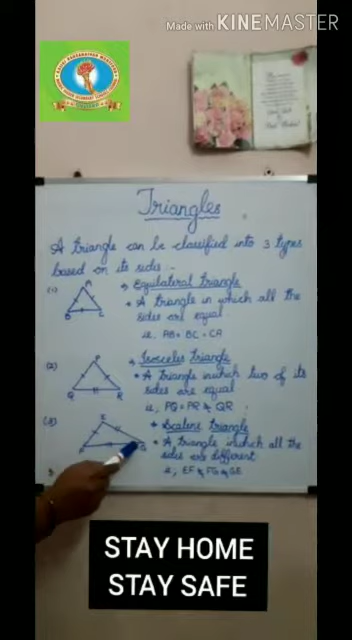 Made with KINEMASTER
Triangles
A triangle can be classified into 3 types
based on its sides.
(1)
A
B
C
→ Equilateral triangle
* A triangle in which all the
sides are equal
ie. AB = BC = CA
(2)
P
Q
R
→ Isosceles triangle
* A triangle in which two of its
sides are equal
ie, PQ = PR ≠ QR
(3)
E
F
G
→ Scalene triangle
* A triangle in which all the
sides are different
ie, EF ≠ FG ≠ GE
STAY HOME
STAY SAFE